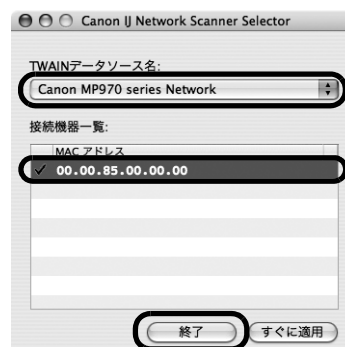 Canon IJ Network Scanner Selector
TWAINデータソース名:
Canon MP970 series Network
接続機器一覧:
MAC アドレス
✓ 00.00.85.00.00.00
終了 すぐに適用